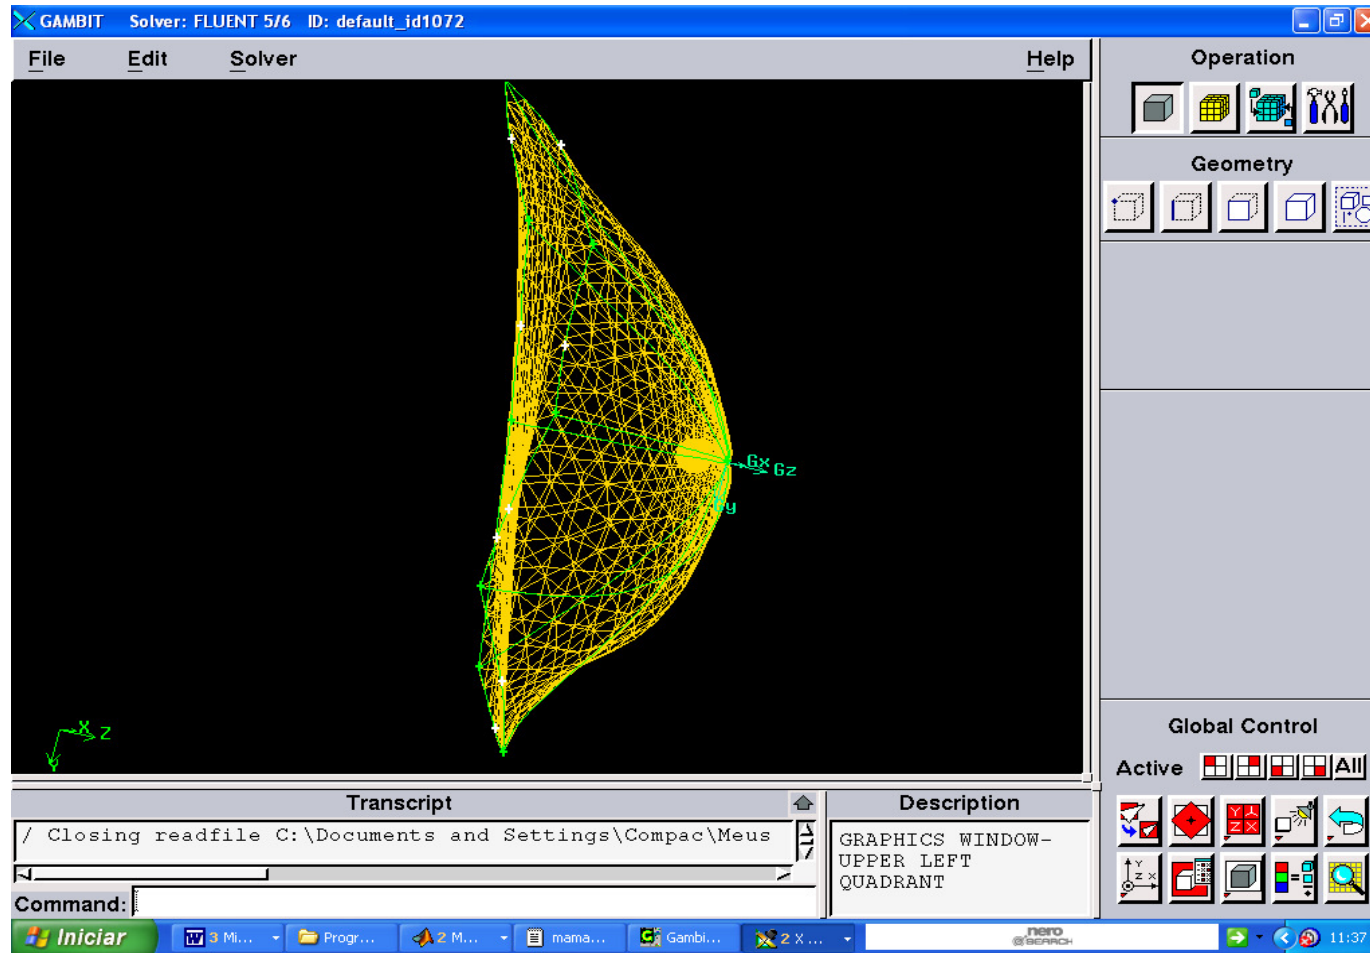 GAMBIT Solver: FLUENT 5/6 ID: default_id1072
File Edit Solver Help
Operation
Geometry
Gx
Gz
Gy
X
Z
Y
Global Control
Active All
Transcript
/ Closing readfile C:\Documents and Settings\Compac\Meus
Command:
Description
GRAPHICS WINDOW-
UPPER LEFT
QUADRANT
Iniciar 3 Mi... Progr... 2 M... mama... Gambi... 2 X ... nero SEARCH 11:37